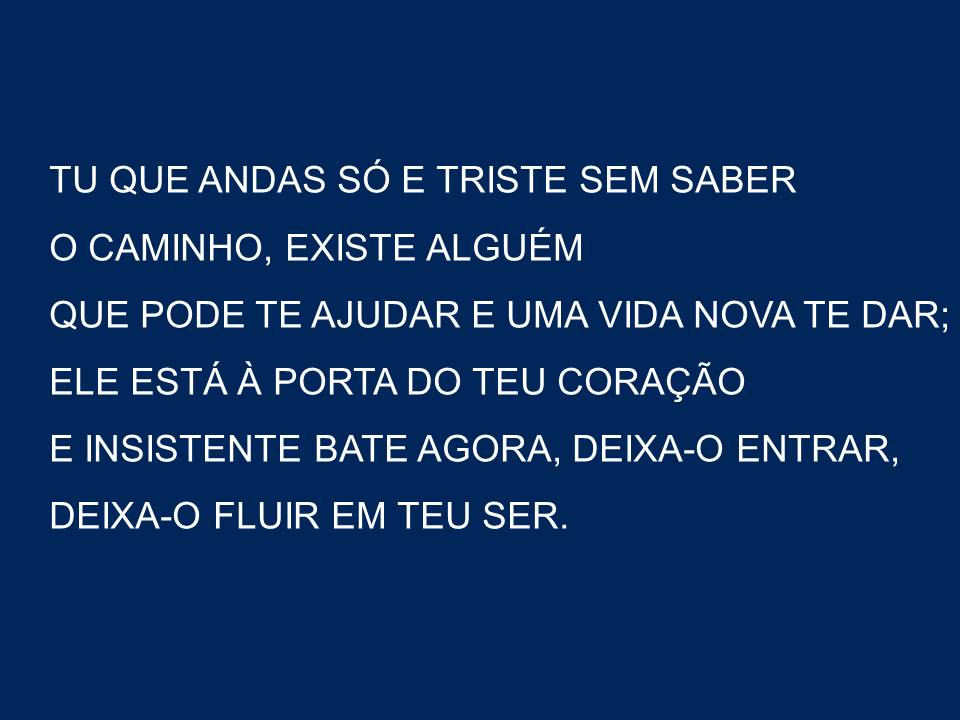 TU QUE ANDAS SÓ E TRISTE SEM SABER
O CAMINHO, EXISTE ALGUÉM
QUE PODE TE AJUDAR E UMA VIDA NOVA TE DAR;
ELE ESTÁ À PORTA DO TEU CORAÇÃO
E INSISTENTE BATE AGORA, DEIXA-O ENTRAR,
DEIXA-O FLUIR EM TEU SER.